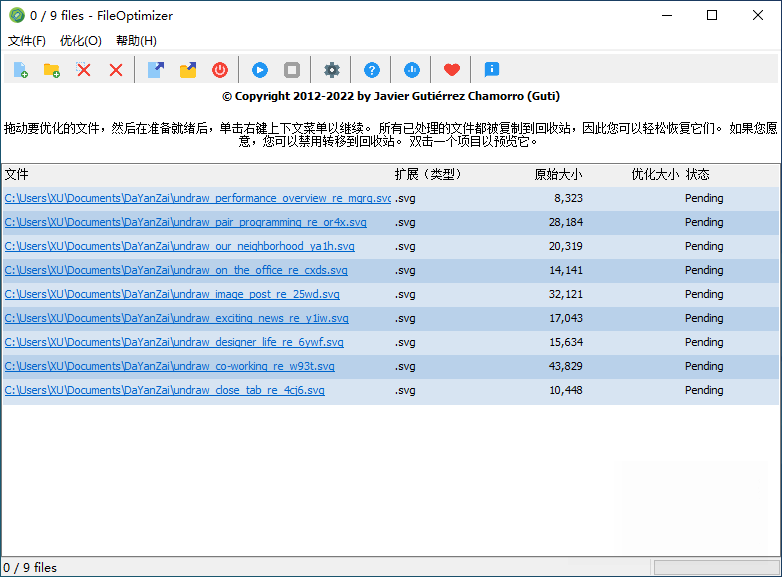 0 / 9 files - FileOptimizer
文件(F) 优化(O) 帮助(H)
© Copyright 2012-2022 by Javier Gutiérrez Chamorro (Guti)
拖动要优化的文件，然后在准备就绪后，单击右键上下文菜单以继续。 所有已处理的文件都被复制到回收站，因此您可以轻松恢复它们。 如果您愿
意，您可以禁用转移到回收站。 双击一个项目以预览它。
文件 扩展（类型） 原始大小 优化大小 状态
C:\Users\XU\Documents\DaYanZai\undraw_performance_overview_re_mqrq.svg .svg 8,323 Pending
C:\Users\XU\Documents\DaYanZai\undraw_pair_programming_re_or4x.svg .svg 28,184 Pending
C:\Users\XU\Documents\DaYanZai\undraw_our_neighborhood_ya1h.svg .svg 20,319 Pending
C:\Users\XU\Documents\DaYanZai\undraw_on_the_office_re_cxds.svg .svg 14,141 Pending
C:\Users\XU\Documents\DaYanZai\undraw_image_post_re_25wd.svg .svg 32,121 Pending
C:\Users\XU\Documents\DaYanZai\undraw_exciting_news_re_y1iw.svg .svg 17,043 Pending
C:\Users\XU\Documents\DaYanZai\undraw_designer_life_re_6ywf.svg .svg 15,634 Pending
C:\Users\XU\Documents\DaYanZai\undraw_co-working_re_w93t.svg .svg 43,829 Pending
C:\Users\XU\Documents\DaYanZai\undraw_close_tab_re_4cj6.svg .svg 10,448 Pending
0 / 9 files